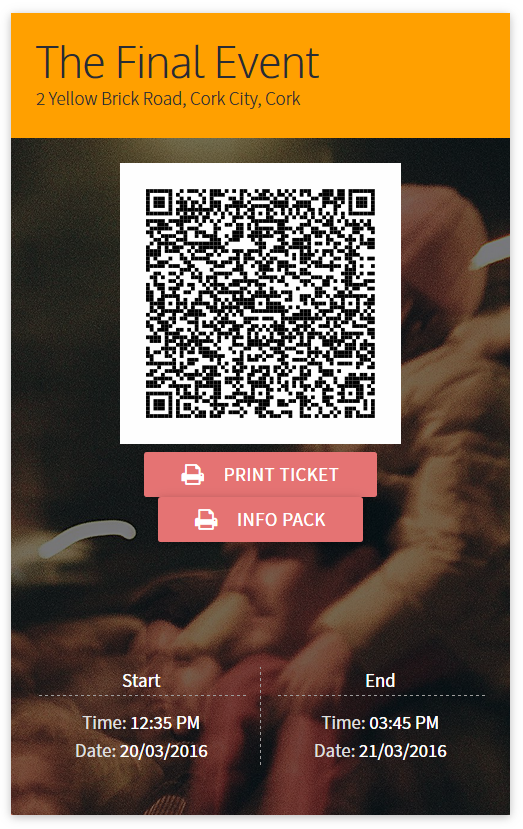 The Final Event
2 Yellow Brick Road, Cork City, Cork
PRINT TICKET
INFO PACK
Start
End
Time: 12:35 PM
Time: 03:45 PM
Date: 20/03/2016
Date: 21/03/2016